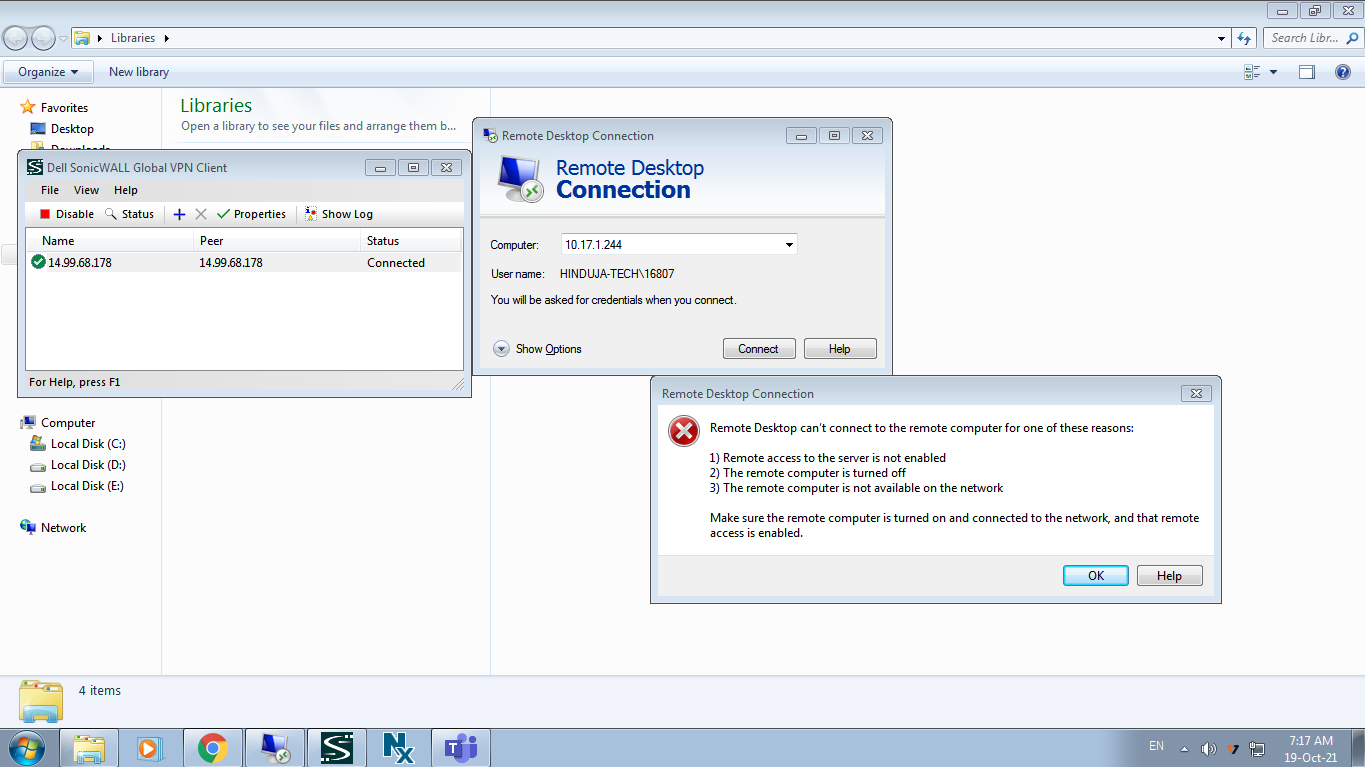 Libraries
Search Libr...
Organize
New library
Favorites
Desktop
Downloads
Libraries
Open a library to see your files and arrange them b...
Dell SonicWALL Global VPN Client
File View Help
Disable Status Properties Show Log
Name Peer Status
14.99.68.178 14.99.68.178 Connected
For Help, press F1
Remote Desktop Connection
Remote Desktop
Connection
Computer: 10.17.1.244
User name: HINDUJA-TECH\16807
You will be asked for credentials when you connect.
Show Options Connect Help
Remote Desktop Connection
Remote Desktop can't connect to the remote computer for one of these reasons:
1) Remote access to the server is not enabled
2) The remote computer is turned off
3) The remote computer is not available on the network
Make sure the remote computer is turned on and connected to the network, and that remote
access is enabled.
OK Help
Computer
Local Disk (C:)
Local Disk (D:)
Local Disk (E:)
Network
4 items
NX
T
EN
7:17 AM
19-Oct-21